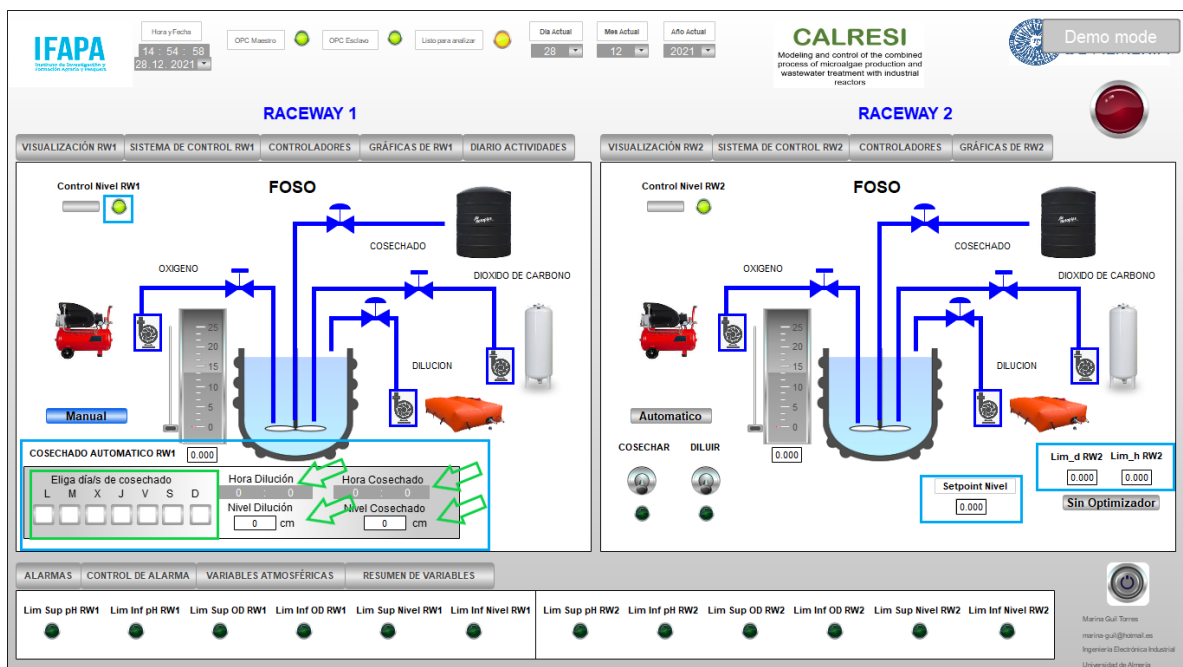 IFAPA
Instituto de Investigación y
Formación Agraria y Pesquera
Hora y Fecha
14 : 54 : 58
28.12. 2021
OPC Maestro
OPC Esclavo
Listo para analizar
Dia Actual
28
Mes Actual
12
Año Actual
2021
CALRESI
Modeling and control of the combined
process of microalgae production and
wastewater treatment with industrial
reactors
Demo mode
RACEWAY 1
RACEWAY 2
VISUALIZACIÓN RW1
SISTEMA DE CONTROL RW1
CONTROLADORES
GRÁFICAS DE RW1
DIARIO ACTIVIDADES
VISUALIZACIÓN RW2
SISTEMA DE CONTROL RW2
CONTROLADORES
GRÁFICAS DE RW2
Control Nivel RW1
FOSO
COSECHADO
OXIGENO
DIOXIDO DE CARBONO
25
20
15
10
5
0
DILUCION
Manual
COSECHADO AUTOMATICO RW1
0.000
Eliga día/s de cosechado
L M X J V S D
Hora Dilución
0 : 0
Nivel Dilución
0 cm
Hora Cosechado
0 : 0
Nivel Cosechado
0 cm
Control Nivel RW2
FOSO
COSECHADO
OXIGENO
DIOXIDO DE CARBONO
25
20
15
10
5
0
DILUCION
Automatico
COSECHAR
DILUIR
0.000
Setpoint Nivel
0.000
Lim_d RW2
Lim_h RW2
0.000
0.000
Sin Optimizador
ALARMAS
CONTROL DE ALARMA
VARIABLES ATMOSFÉRICAS
RESUMEN DE VARIABLES
Lim Sup pH RW1
Lim Inf pH RW1
Lim Sup OD RW1
Lim Inf OD RW1
Lim Sup Nivel RW1
Lim Inf Nivel RW1
Lim Sup pH RW2
Lim Inf pH RW2
Lim Sup OD RW2
Lim Inf OD RW2
Lim Sup Nivel RW2
Lim Inf Nivel RW2
Marina Guil Torres
marina-guil@hotmail.es
Ingeniería Electrónica Industrial
Universidad de Almería